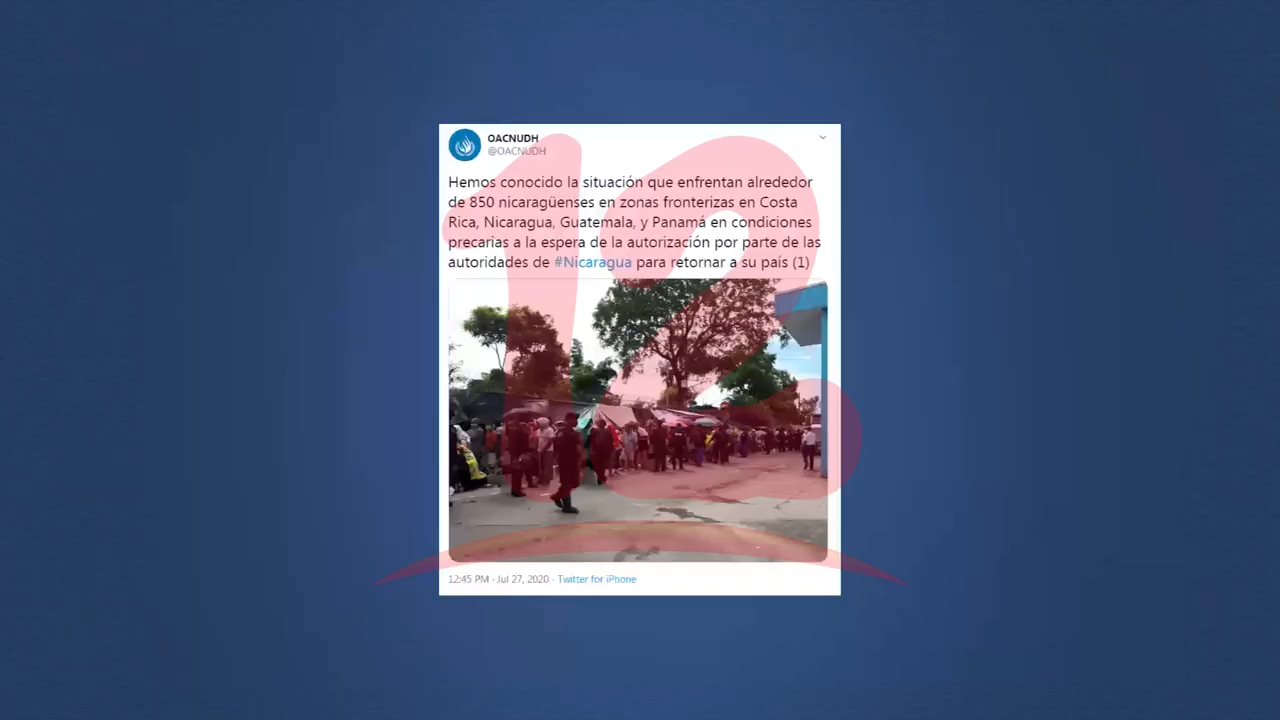 OACNUDH
@OACNUDH
Hemos conocido la situación que enfrentan alrededor
de 850 nicaragüenses en zonas fronterizas en Costa
Rica, Nicaragua, Guatemala, y Panamá en condiciones
precarias a la espera de la autorización por parte de las
autoridades de #Nicaragua para retornar a su país (1)
12
12:45 PM · Jul 27, 2020 · Twitter for iPhone